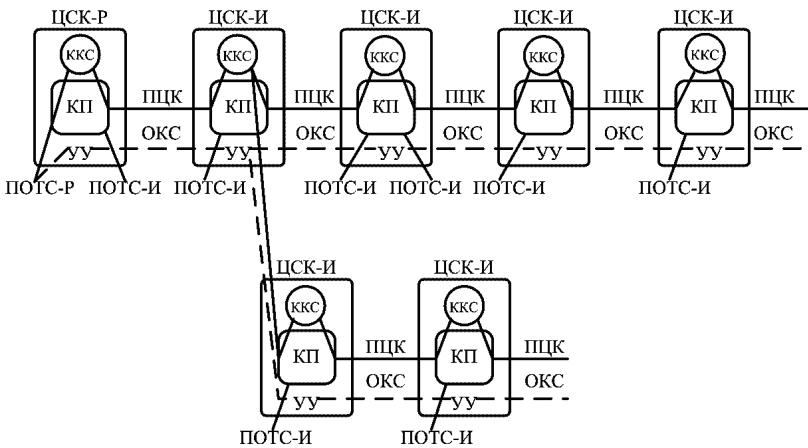 ЦСК-Р ЦСК-И ЦСК-И ЦСК-И ЦСК-И
ККС ККС ККС ККС ККС
КП ПЦК КП ПЦК КП ПЦК КП ПЦК КП ПЦК
ОКС ОКС ОКС ОКС ОКС
УУ УУ УУ УУ УУ
ПОТС-Р ПОТС-И ПОТС-И ПОТС-И ПОТС-И ПОТС-И ПОТС-И
ЦСК-И ЦСК-И
ККС ККС
КП ПЦК КП ПЦК
ОКС ОКС
УУ УУ
ПОТС-И ПОТС-И